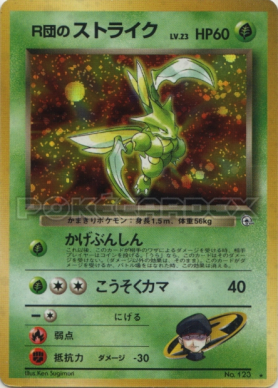 R団のストライク LV.23 HP60
POKEMARDSX
かまきりポケモン:身長1.5m、体重56kg
かげぶんしん
こうそくカマ 40
にげる
弱点
抵抗力 ダメージ -30
Illus. Ken Sugimori
No.123